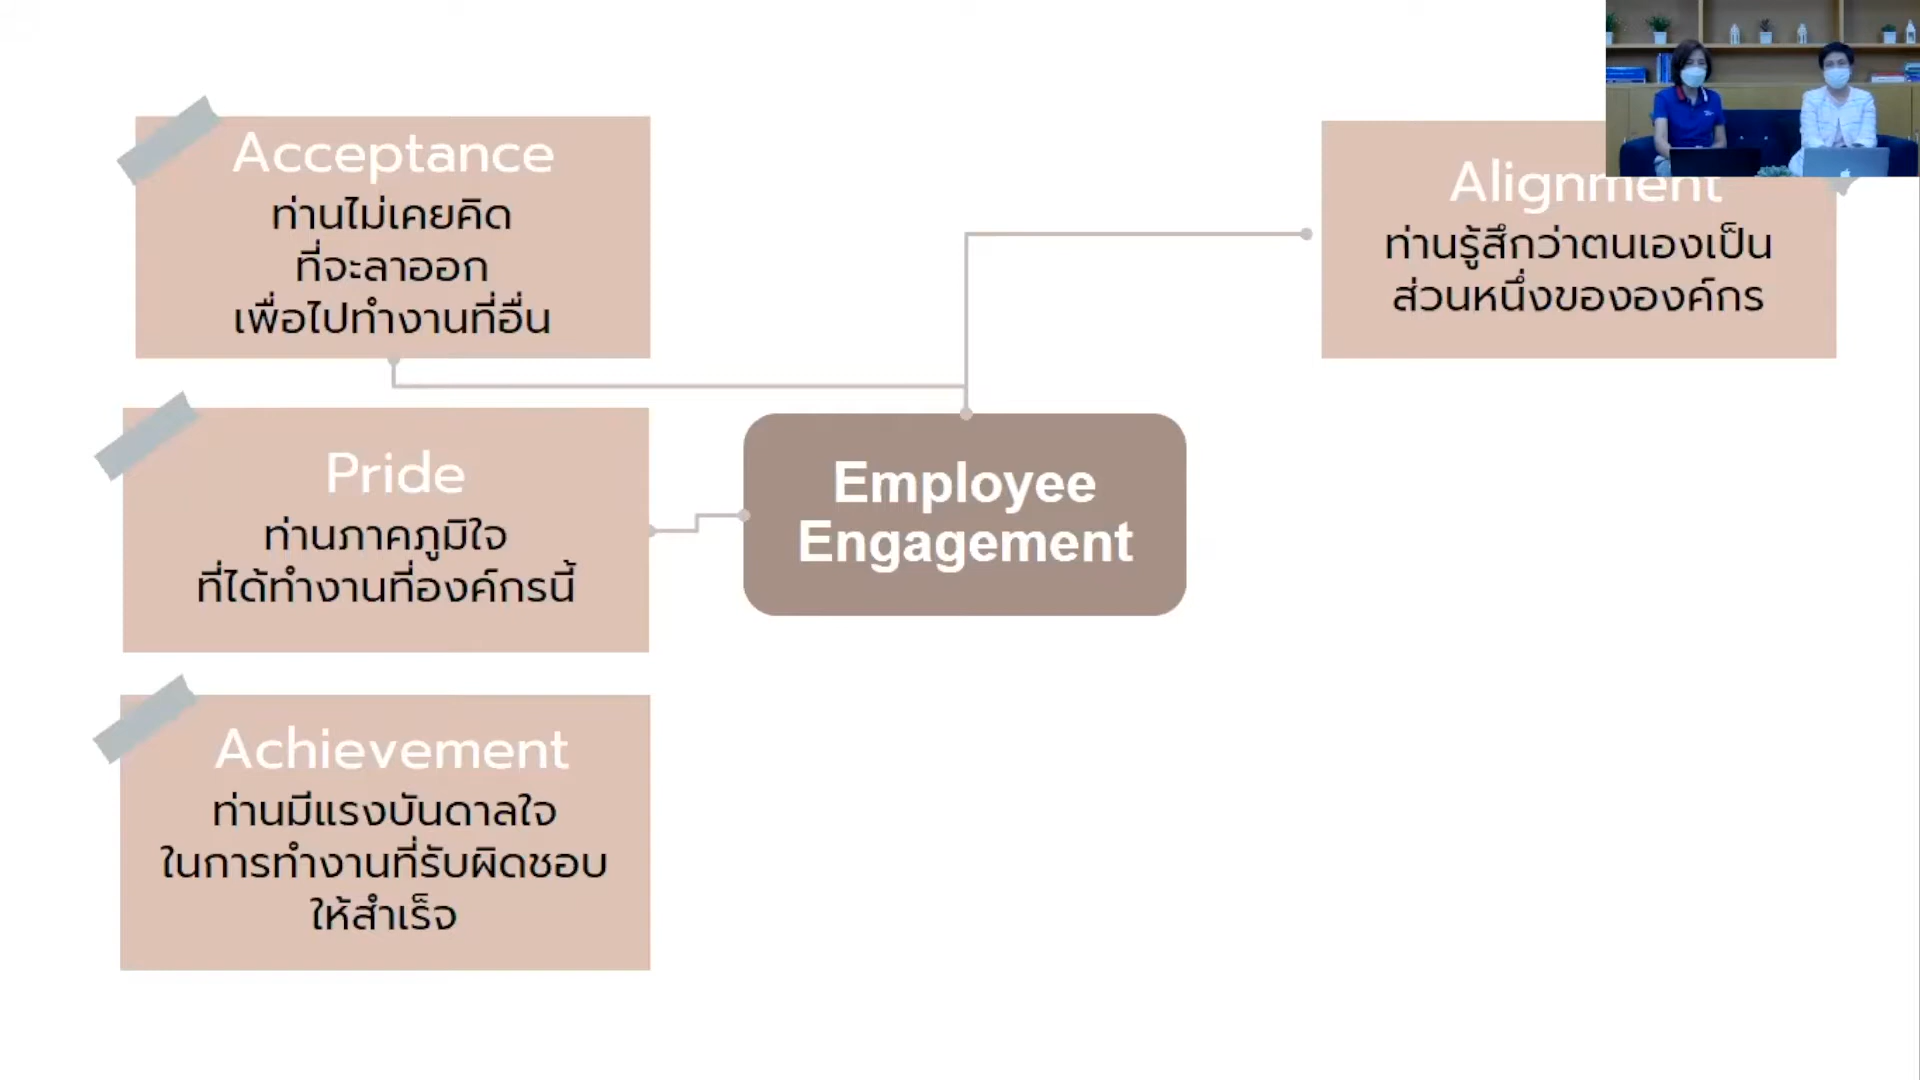 Acceptance
ท่านไม่เคยคิด
ที่จะลาออก
เพื่อไปทำงานที่อื่น
Alignment
ท่านรู้สึกว่าตนเองเป็น
ส่วนหนึ่งขององค์กร
Pride
ท่านภาคภูมิใจ
ที่ได้ทำงานที่องค์กรนี้
Employee
Engagement
Achievement
ท่านมีแรงบันดาลใจ
ในการทำงานที่รับผิดชอบ
ให้สำเร็จ